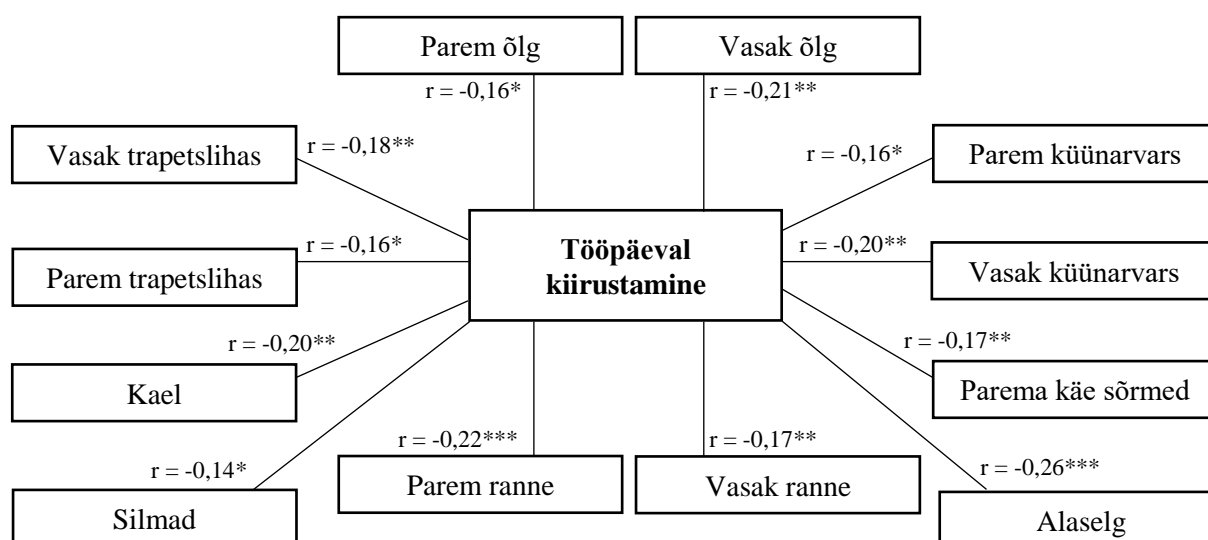 Parem õlg
Vasak õlg
r = -0,16*
r = -0,21**
Vasak trapetslihas
r = -0,18**
r = -0,16*
Parem küünarvars
Parem trapetslihas
r = -0,16*
Tööpäeval
kiirustamine
r = -0,20**
Vasak küünarvars
r = -0,20**
Kael
r = -0,17**
Parema käe sõrmed
r = -0,14*
Silmad
r = -0,22***
Parem ranne
r = -0,17**
Vasak ranne
r = -0,26***
Alaselg